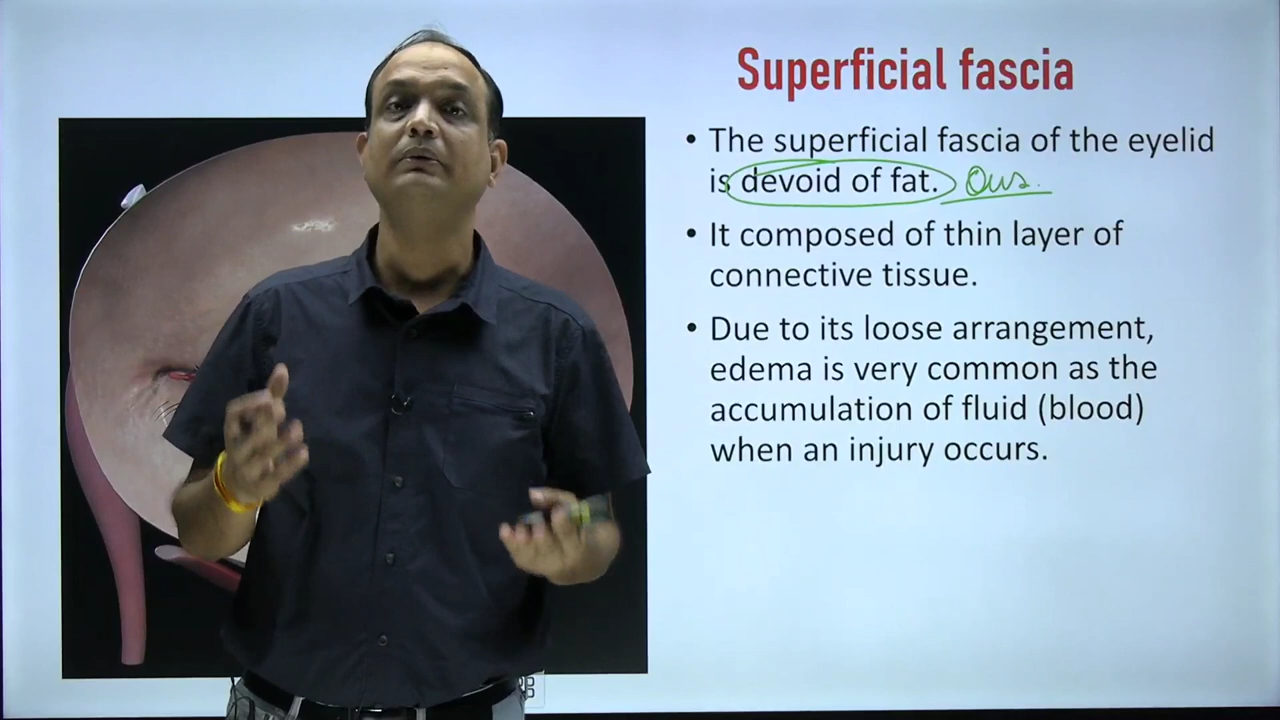 Superficial fascia
• The superficial fascia of the eyelid
is devoid of fat. Ques.
• It composed of thin layer of
connective tissue.
• Due to its loose arrangement,
edema is very common as the
accumulation of fluid (blood)
when an injury occurs.